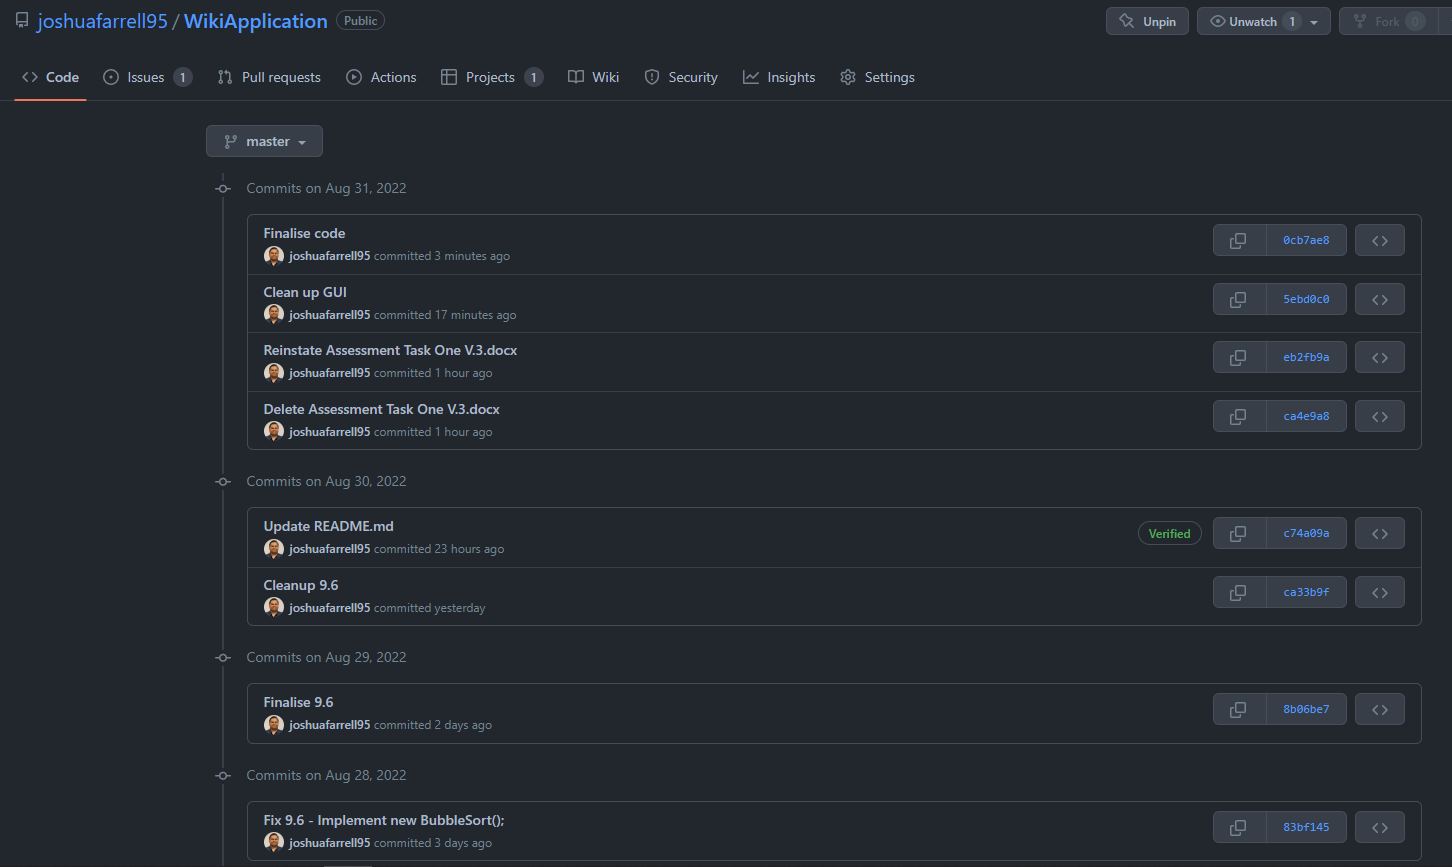 joshuafarrell95 / WikiApplication Public Unpin Unwatch 1 Fork 0
Code Issues 1 Pull requests Actions Projects 1 Wiki Security Insights Settings
master
Commits on Aug 31, 2022
Finalise code
joshuafarrell95 committed 3 minutes ago
0cb7ae8
Clean up GUI
joshuafarrell95 committed 17 minutes ago
5ebd0c0
Reinstate Assessment Task One V.3.docx
joshuafarrell95 committed 1 hour ago
eb2fb9a
Delete Assessment Task One V.3.docx
joshuafarrell95 committed 1 hour ago
ca4e9a8
Commits on Aug 30, 2022
Update README.md
joshuafarrell95 committed 23 hours ago
Verified
c74a09a
Cleanup 9.6
joshuafarrell95 committed yesterday
ca33b9f
Commits on Aug 29, 2022
Finalise 9.6
joshuafarrell95 committed 2 days ago
8b06be7
Commits on Aug 28, 2022
Fix 9.6 - Implement new BubbleSort();
joshuafarrell95 committed 3 days ago
83bf145